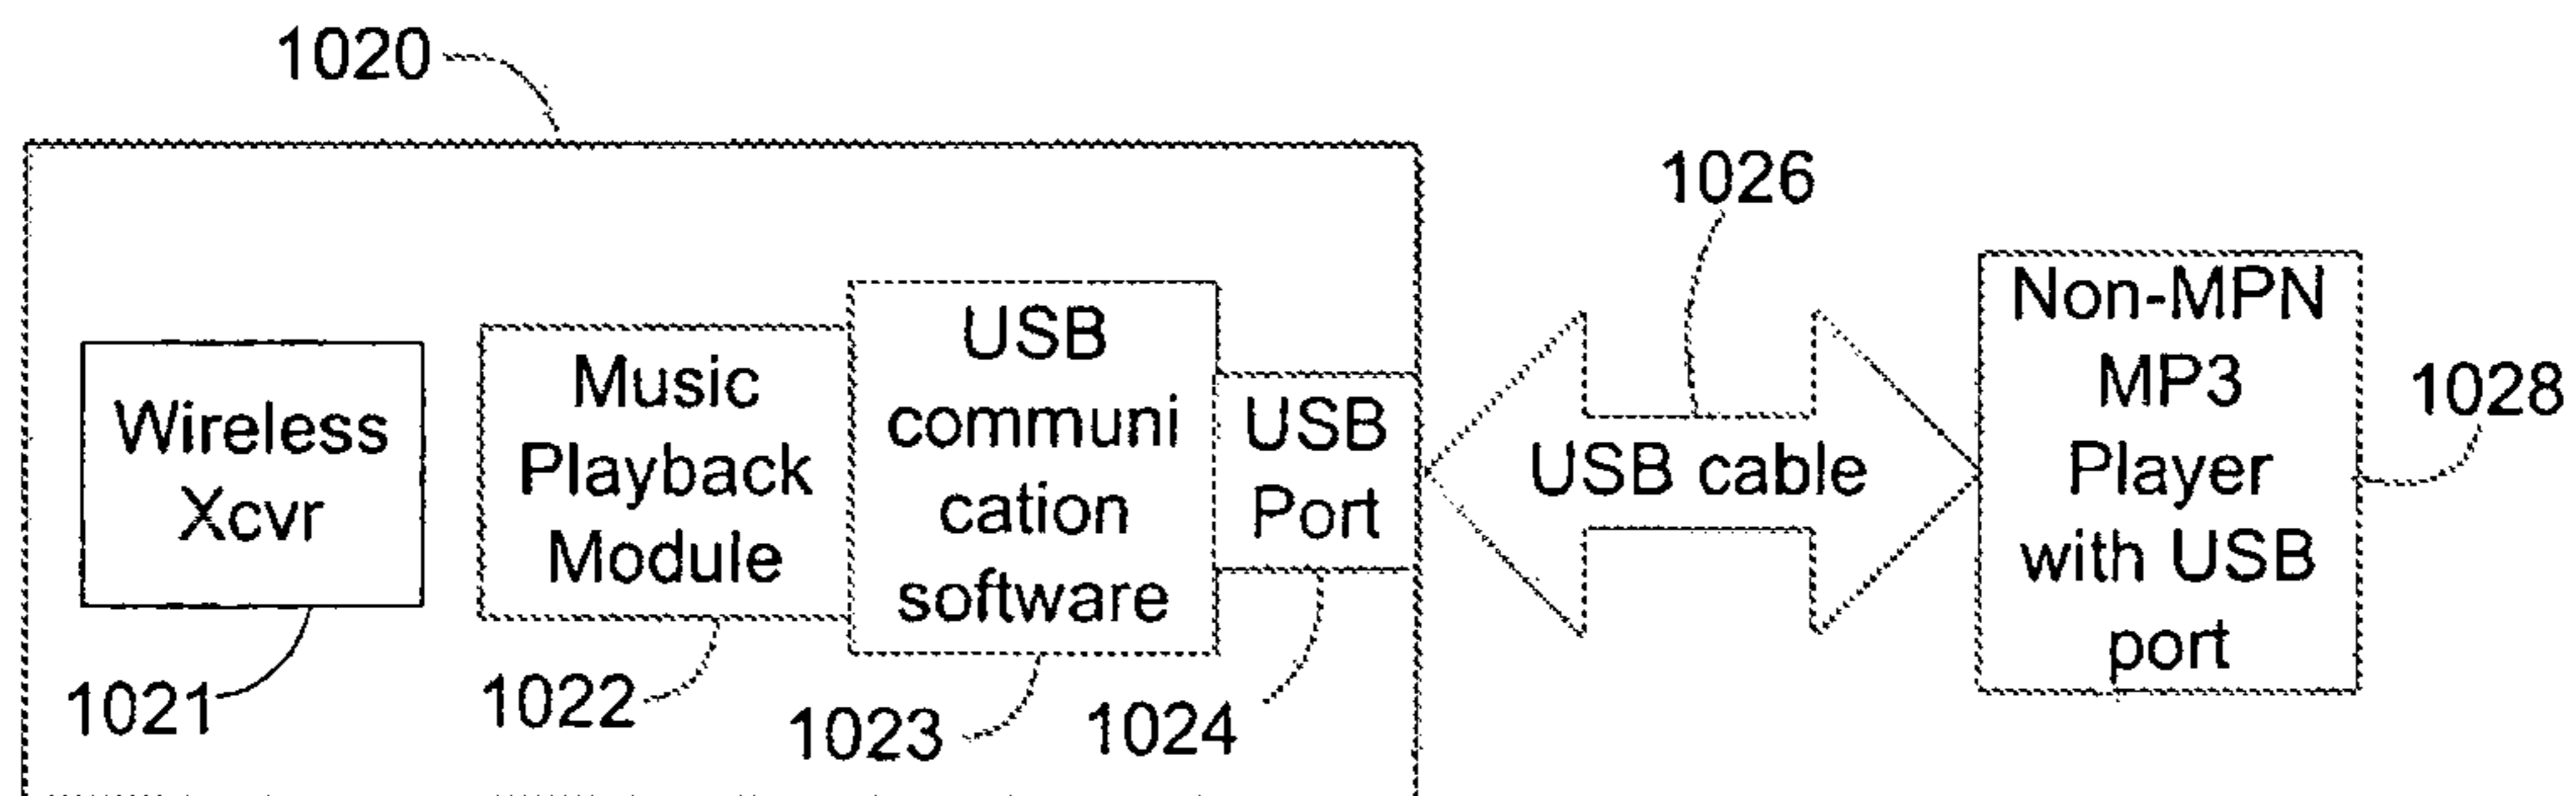 1020
1026
Wireless
Xcvr
1021
Music
Playback
Module
1022
USB
communi
cation
software
1023
USB
Port
1024
USB cable
Non-MPN
MP3
Player
with USB
port
1028